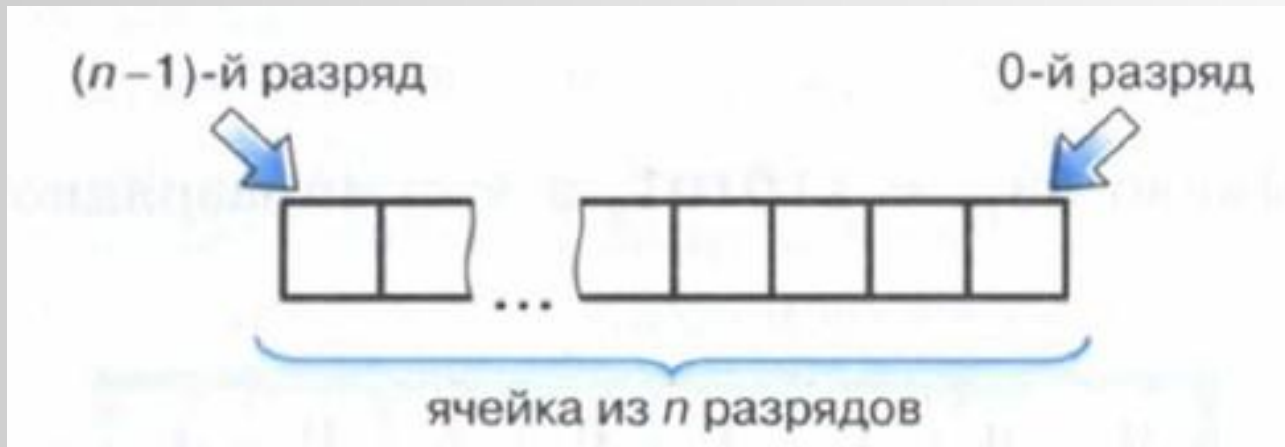 (n–1)-й разряд
0-й разряд
...
ячейка из n разрядов